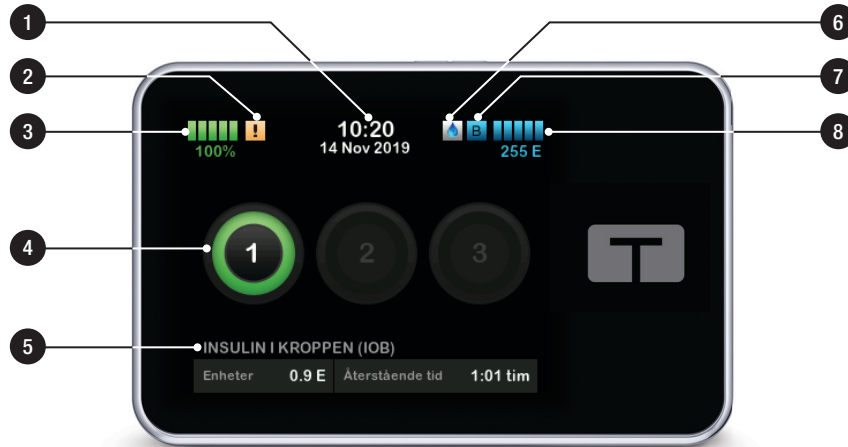 1
2
3
4
5
6
7
8
!
100%
10:20
14 Nov 2019
B
255 E
1
2
3
T
INSULIN I KROPPEN (IOB)
Enheter 0.9 E Återstående tid 1:01 tim